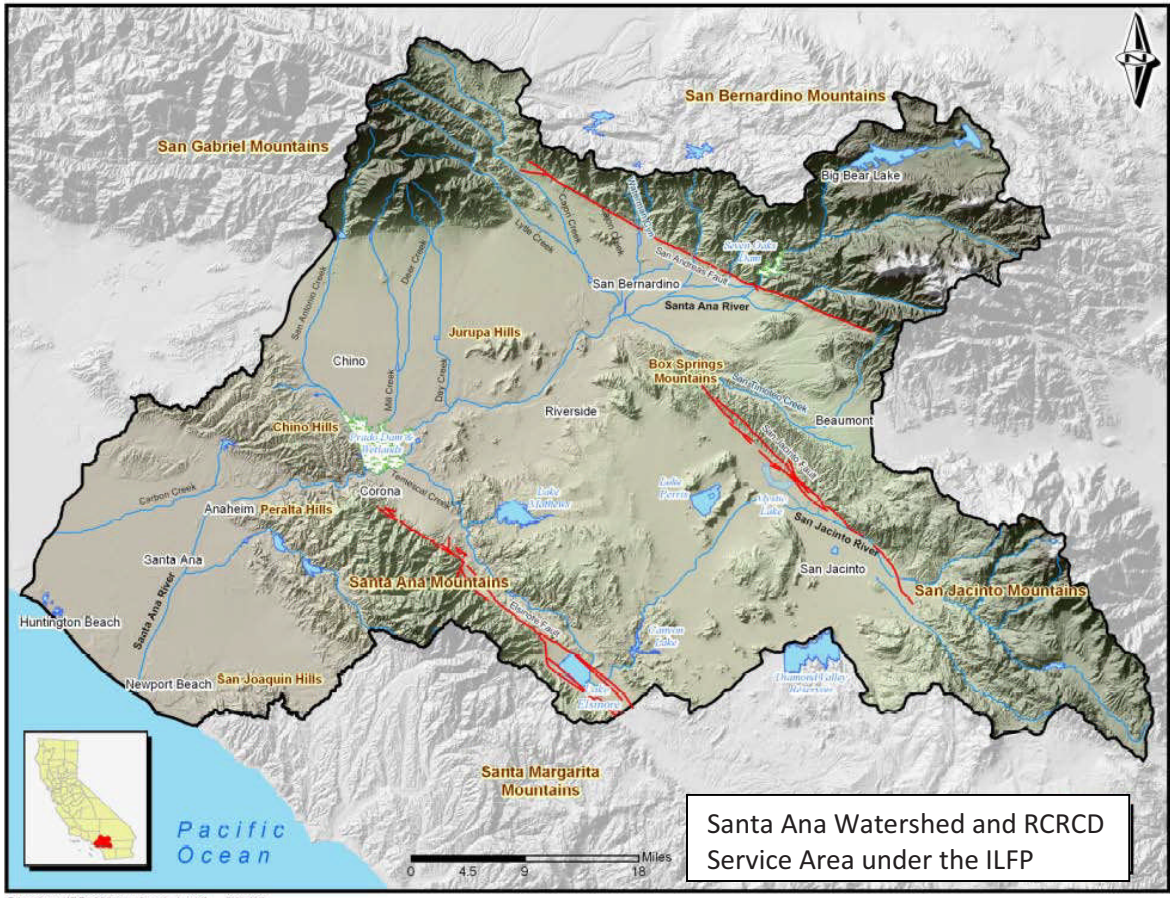 San Bernardino Mountains
San Gabriel Mountains
Big Bear Lake
Waterman Cyn
Cajon Creek
Cajon Creek
Lytle Creek
Deer Creek
Seven Oaks
Dam
San Andreas Fault
San Bernardino
Santa Ana River
San Antonio Creek
Jurupa Hills
Chino
Box Springs
Mountains
Mill Creek
Day Creek
San Timoteo Creek
Riverside
Beaumont
Chino Hills
Prado Dam &
Wetlands
San Jacinto Fault
Carbon Creek
Corona
Temescal Creek
Lake
Mathews
Lake
Perris
Mystic
Lake
Anaheim
Peralta Hills
San Jacinto River
Santa Ana
San Jacinto
Santa Ana Mountains
San Jacinto Mountains
Santa Ana River
Elsinore Fault
Huntington Beach
Canyon
Lake
Newport Beach
San Joaquin Hills
Diamond Valley
Reservoir
Lake
Elsinore
Santa Margarita
Mountains
Pacific
Ocean
N
Miles
0 4.5 9 18
Santa Ana Watershed and RCRCD
Service Area under the ILFP